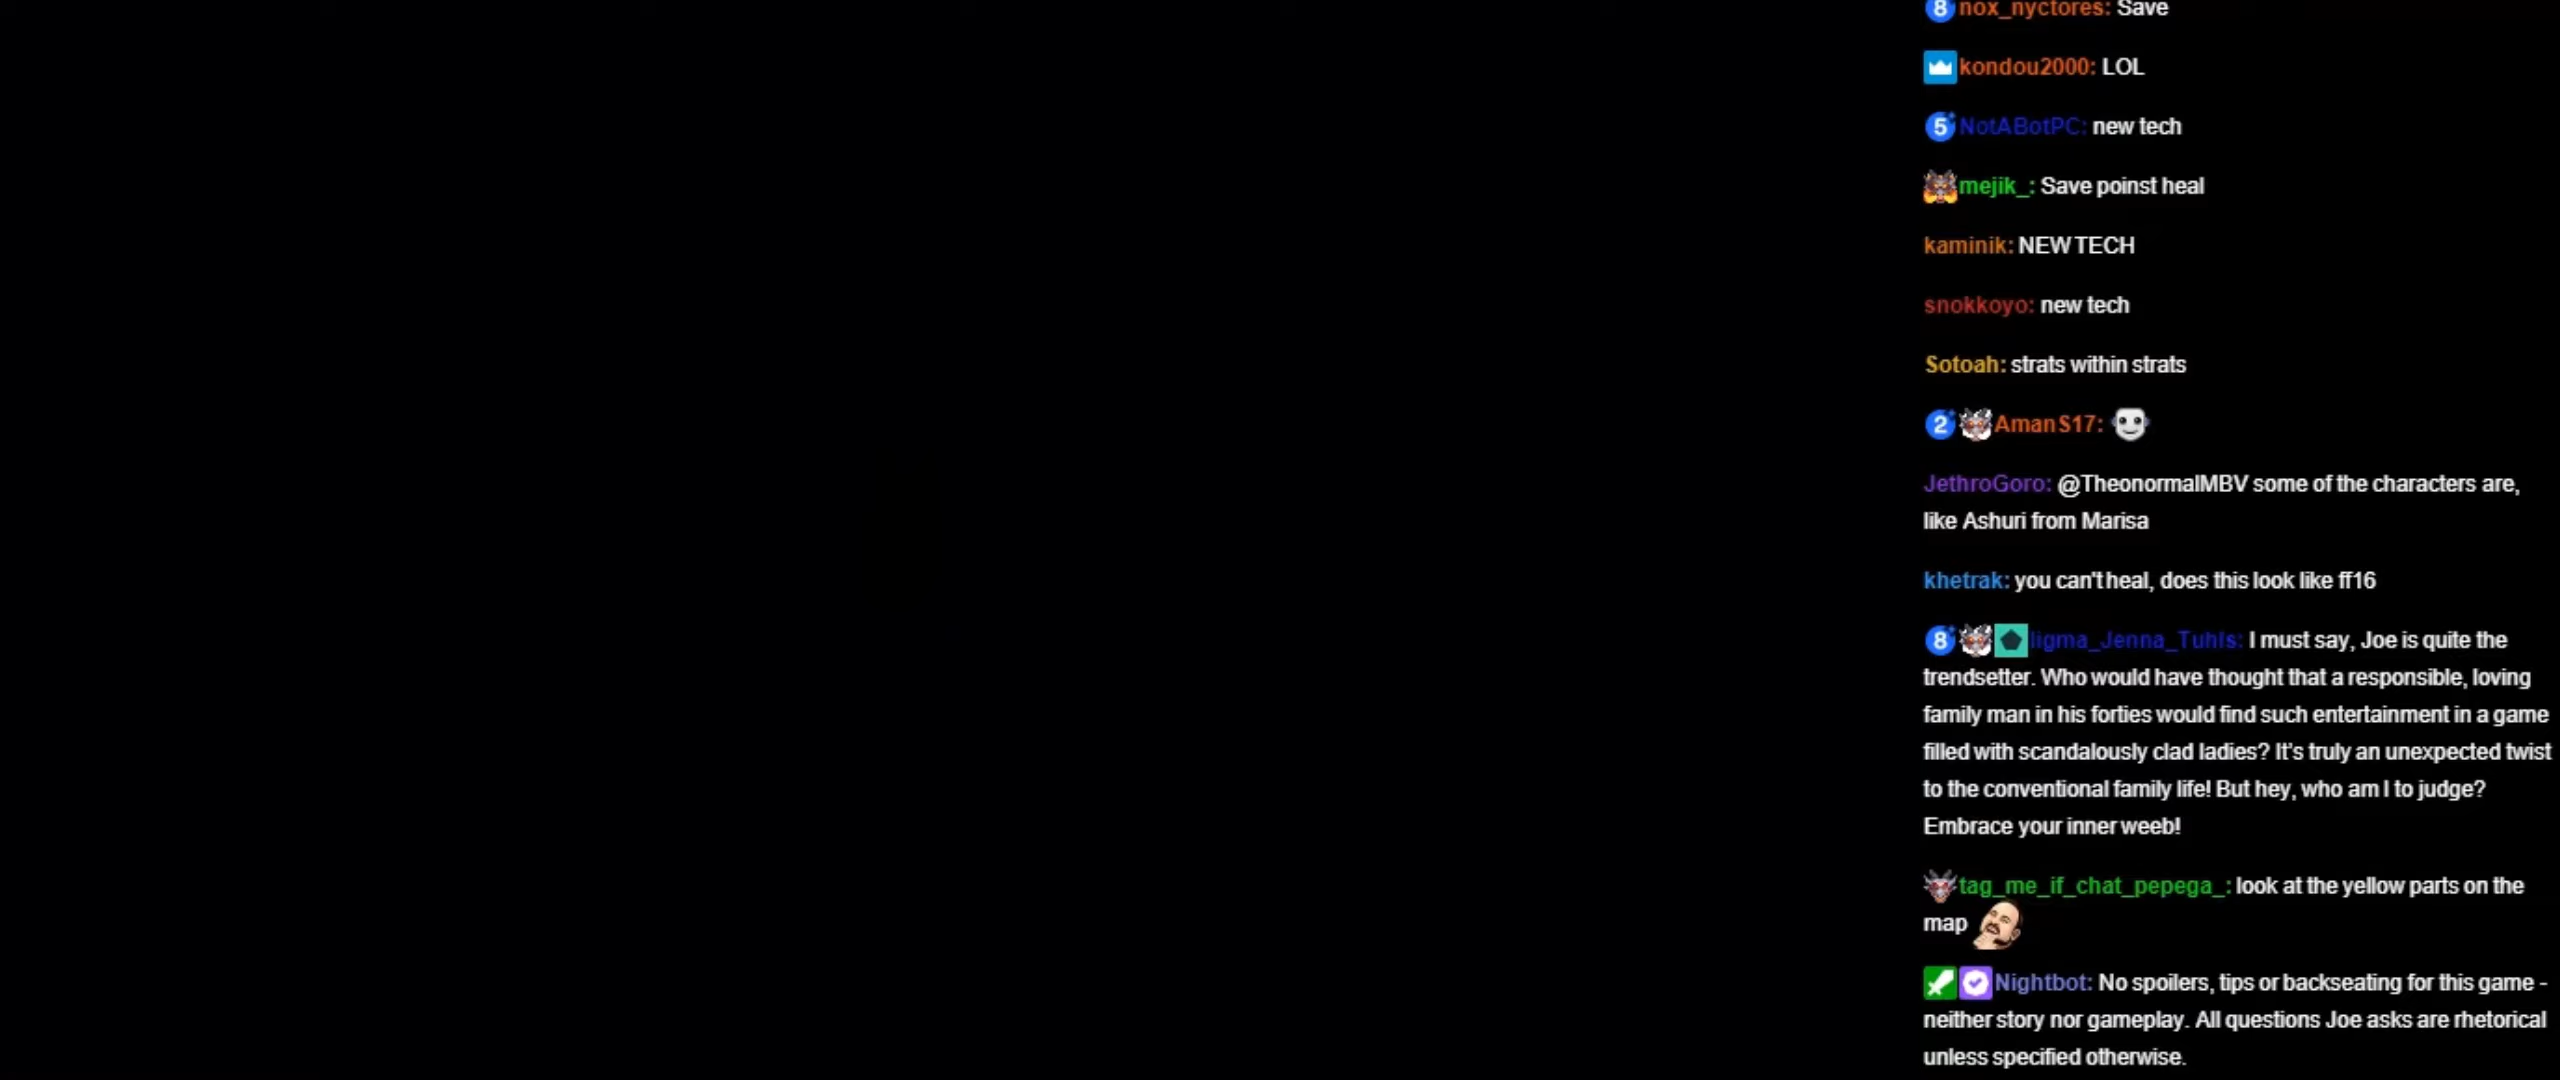 8 nox_nyctores: Save
kondou2000: LOL
5 NotABotPC: new tech
mejik_: Save poinst heal
kaminik: NEW TECH
snokkoyo: new tech
Sotoah: strats within strats
2 AmanS17:
JethroGoro: @TheonormalMBV some of the characters are,
like Ashuri from Marisa
khetrak: you can't heal, does this look like ff16
8 ligma_Jenna_Tuhls: I must say, Joe is quite the
trendsetter. Who would have thought that a responsible, loving
family man in his forties would find such entertainment in a game
filled with scandalously clad ladies? It's truly an unexpected twist
to the conventional family life! But hey, who am I to judge?
Embrace your inner weeb!
tag_me_if_chat_pepega_: look at the yellow parts on the
map
Nightbot: No spoilers, tips or backseating for this game -
neither story nor gameplay. All questions Joe asks are rhetorical
unless specified otherwise.